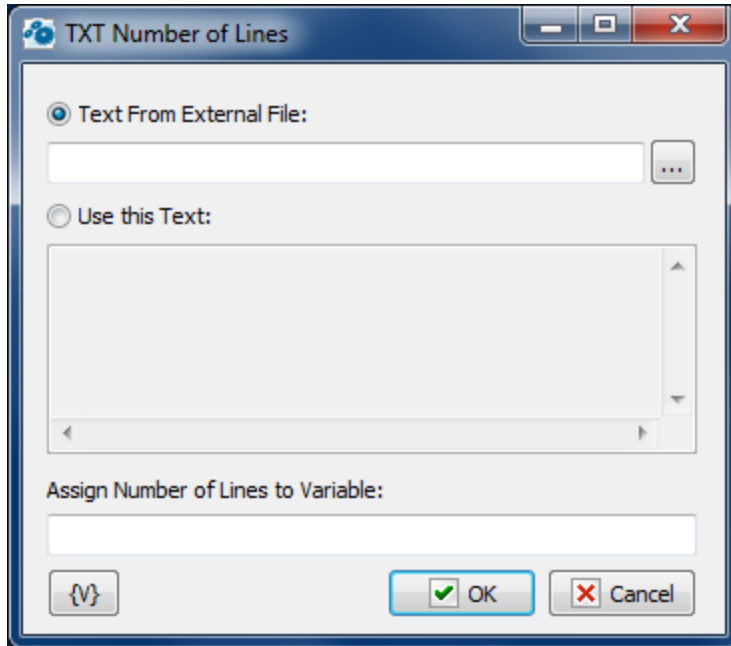 TXT Number of Lines
Text From External File:
...
Use this Text:
Assign Number of Lines to Variable:
{V}
OK
Cancel